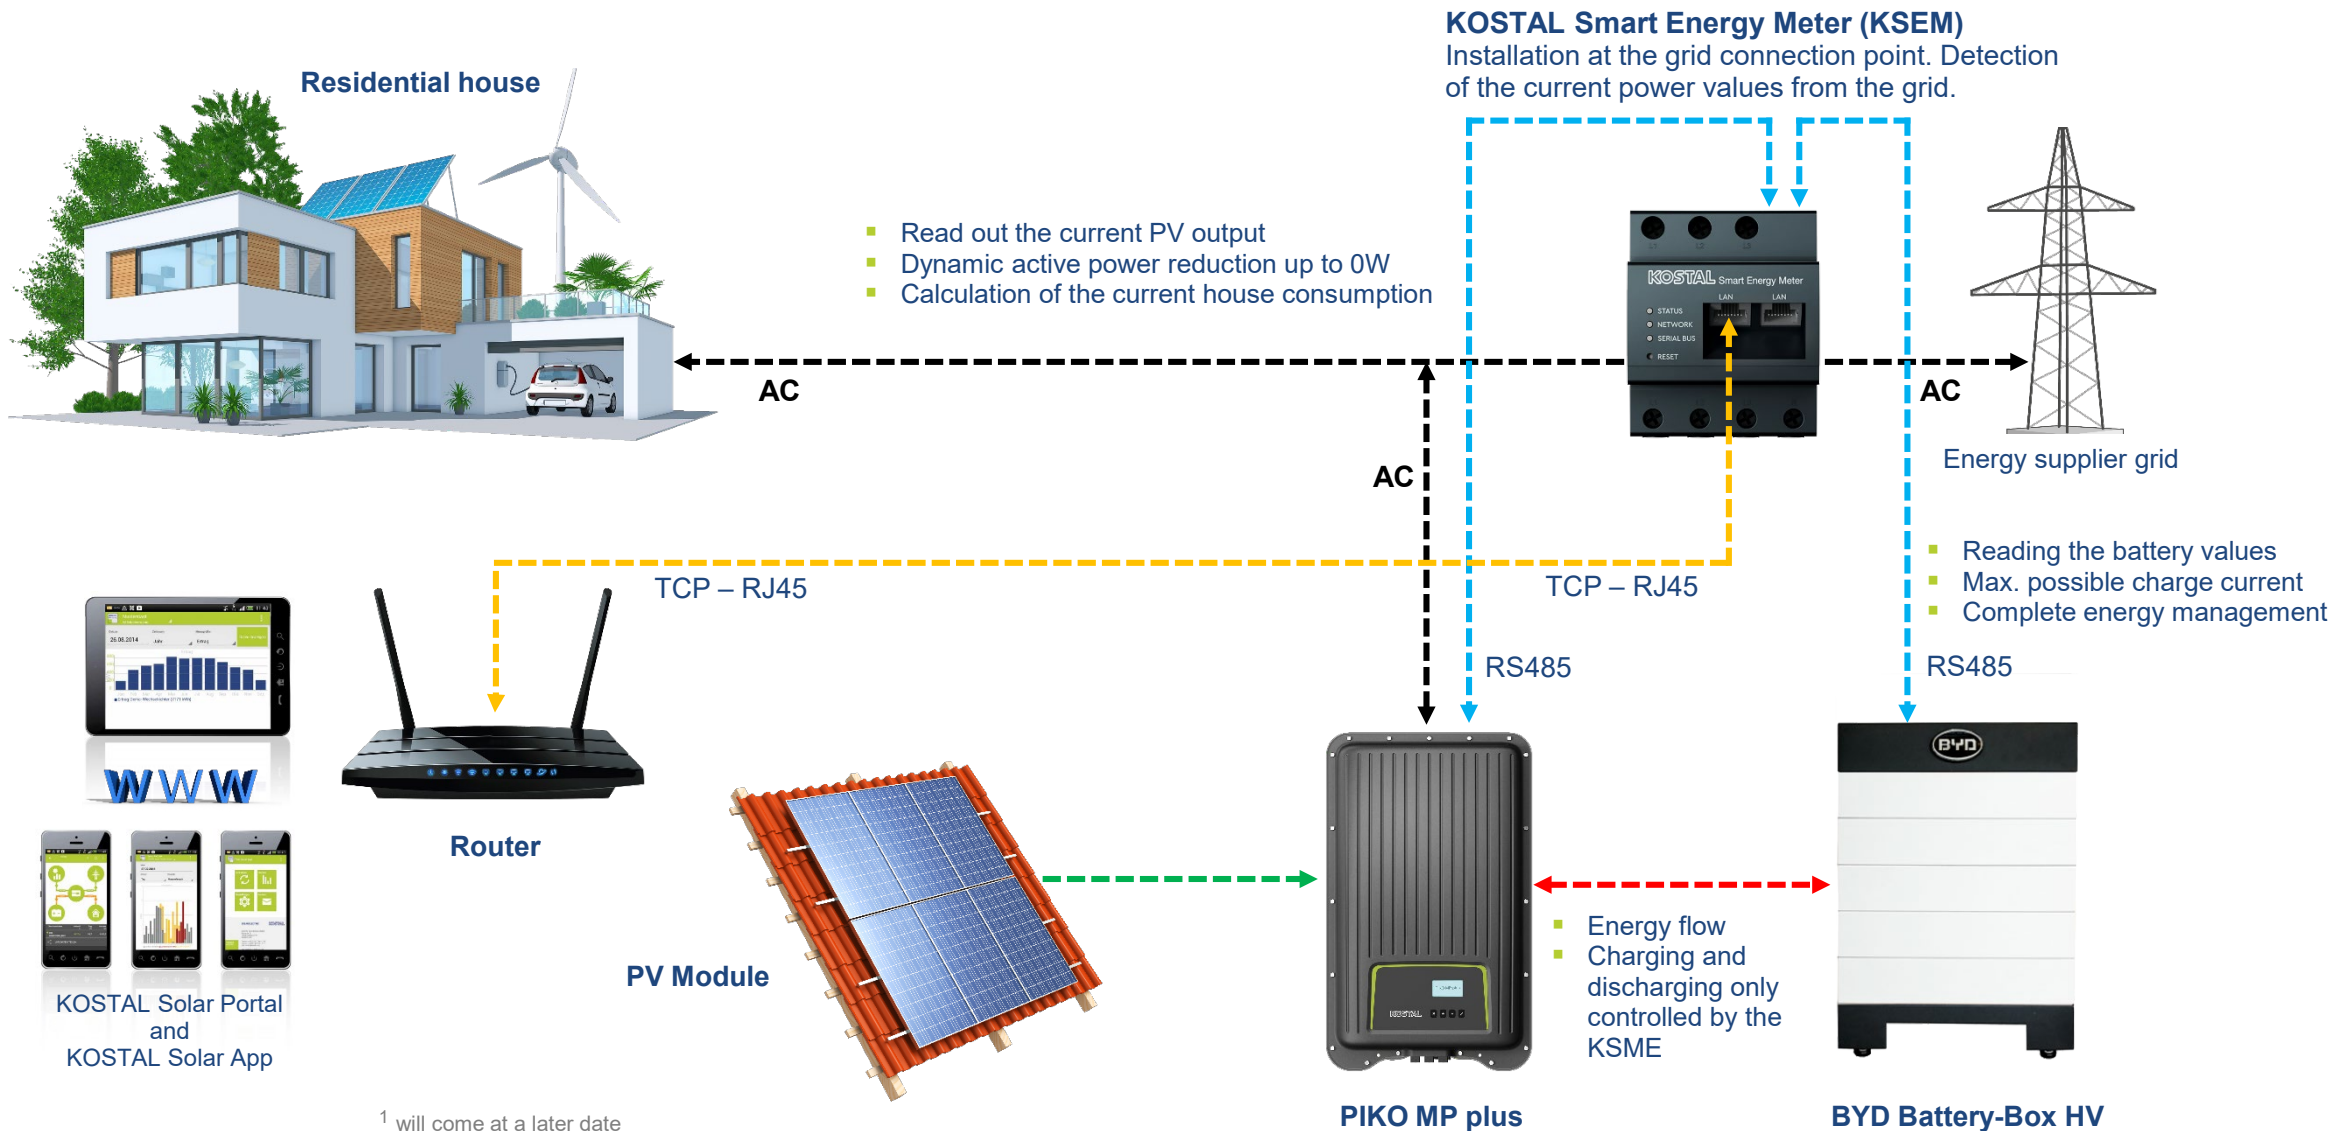 KOSTAL Smart Energy Meter (KSEM)
Installation at the grid connection point. Detection
of the current power values from the grid.
Residential house
Read out the current PV output
Dynamic active power reduction up to 0W
Calculation of the current house consumption
KOSTAL Smart Energy Meter
LAN LAN
STATUS
NETWORK
SERIAL BUS
RESET
AC
AC
AC
Energy supplier grid
TCP – RJ45
TCP – RJ45
Reading the battery values
Max. possible charge current
Complete energy management
RS485
RS485
26.08.2014
WWW
BYD
Router
PV Module
Energy flow
Charging and
discharging only
controlled by the
KSME
KOSTAL
KOSTAL Solar Portal
and
KOSTAL Solar App
PIKO MP plus
BYD Battery-Box HV
1 will come at a later date